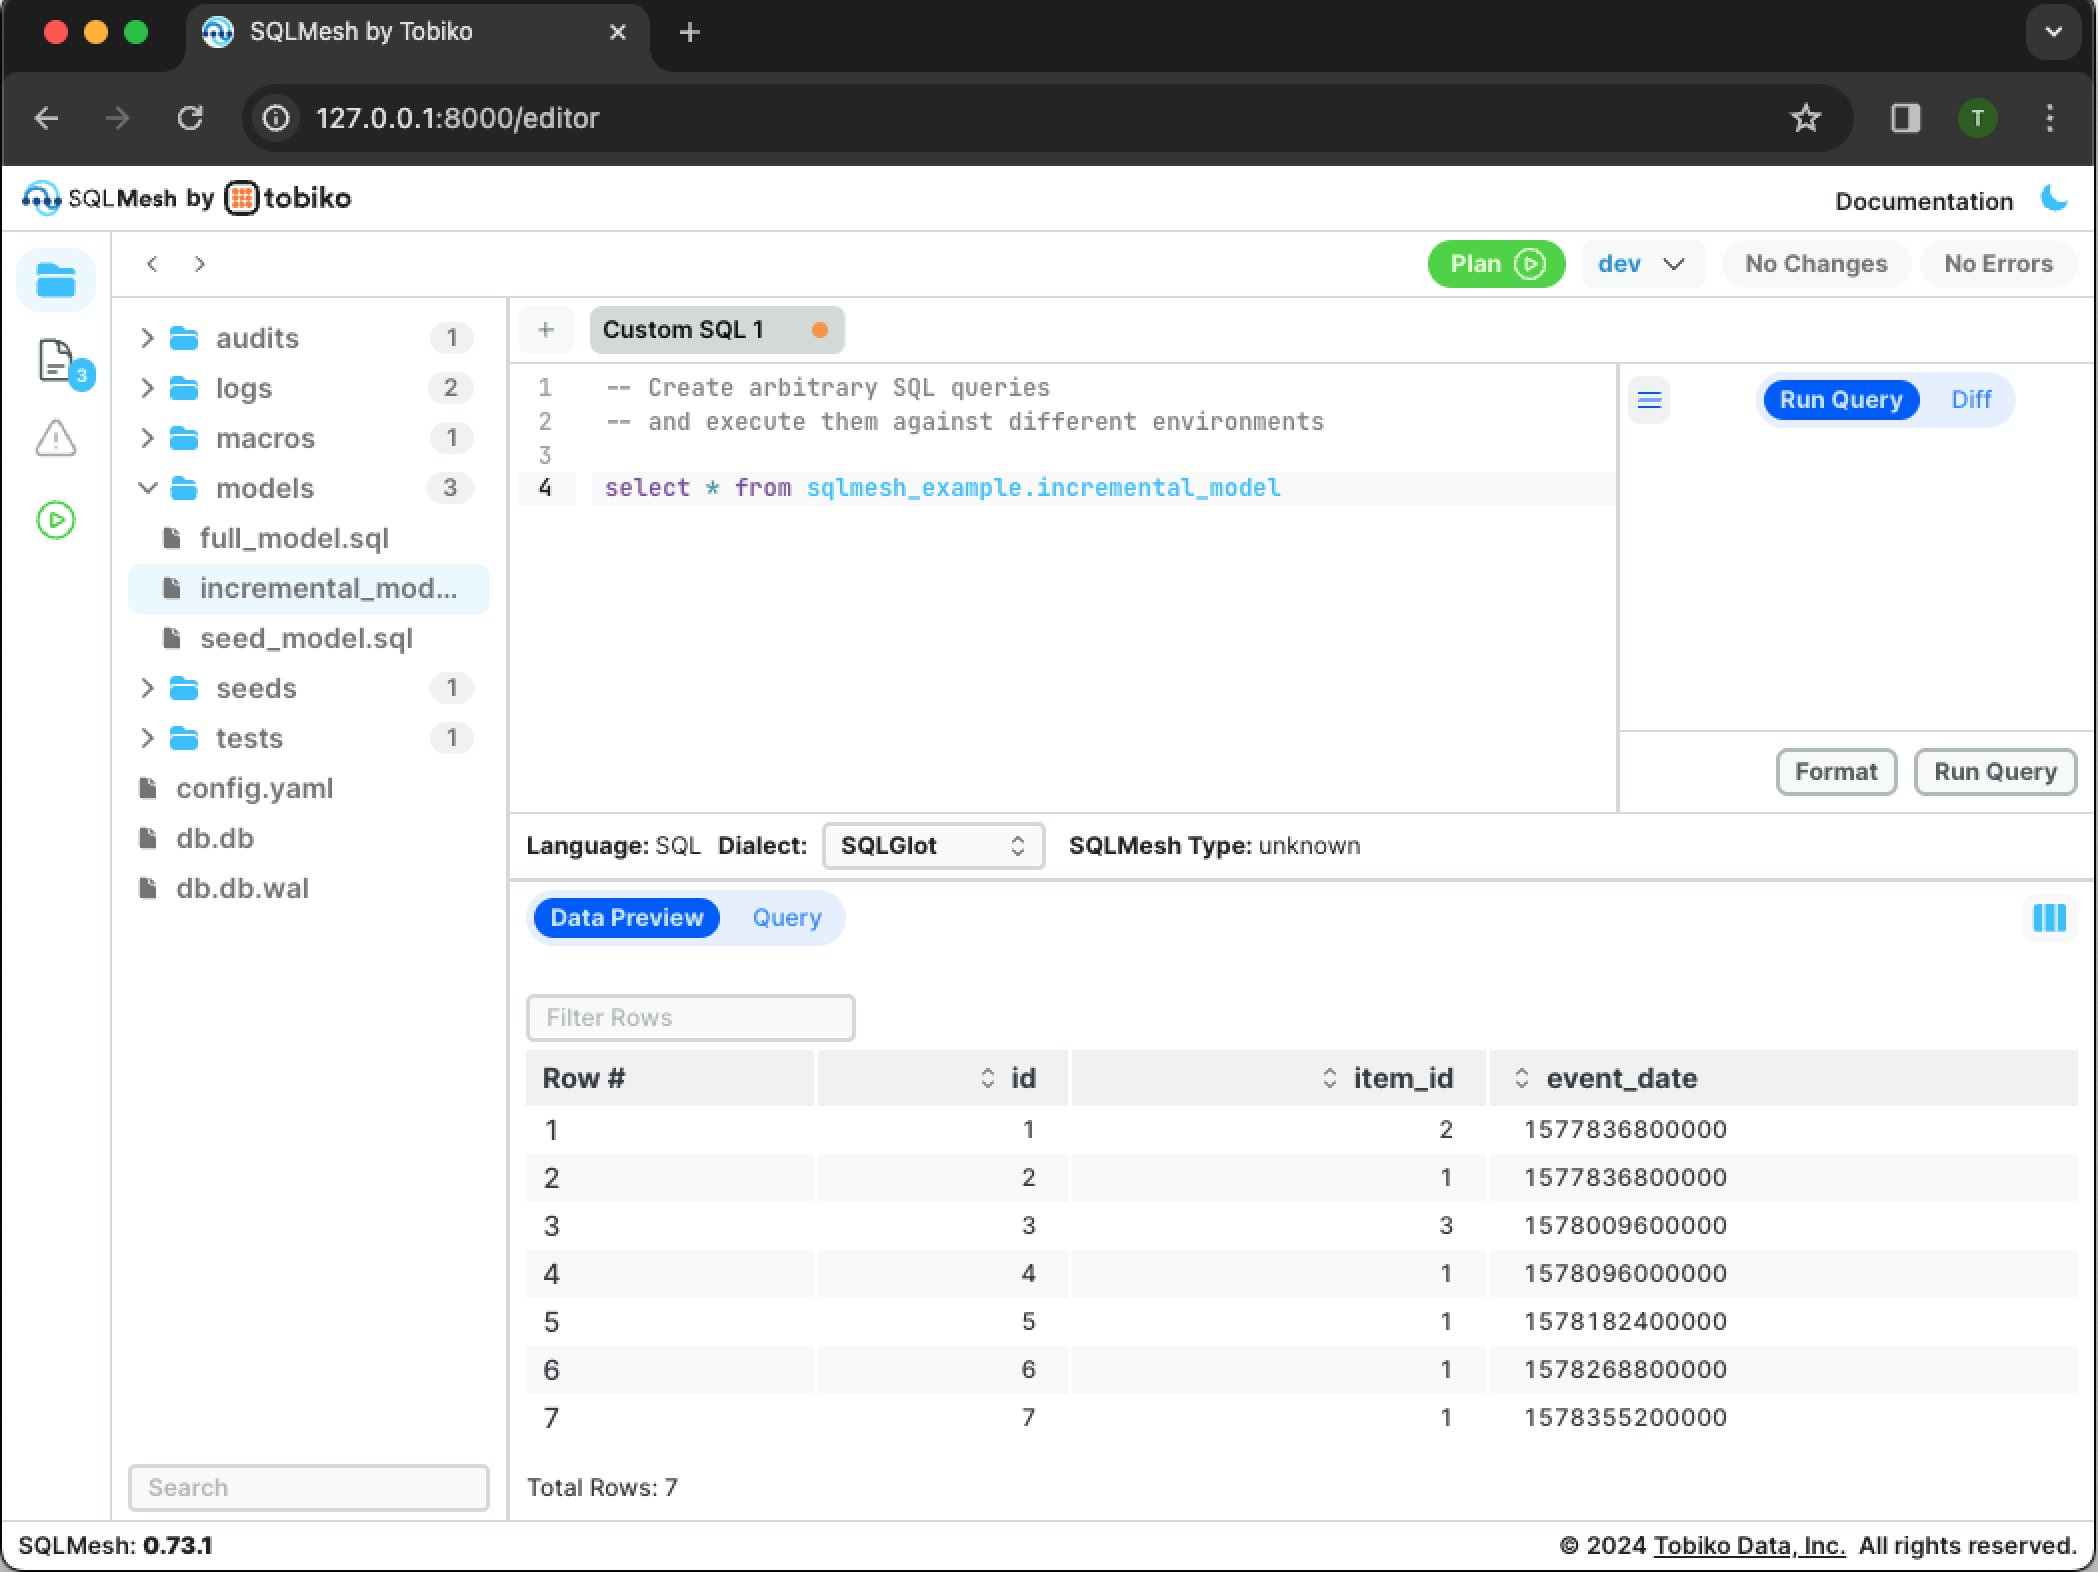 SQLMesh by Tobiko
127.0.0.1:8000/editor
T
SQLMesh by tobiko
Documentation
Plan
dev
No Changes
No Errors
3
audits 1
logs 2
macros 1
models 3
full_model.sql
incremental_mod...
seed_model.sql
seeds 1
tests 1
config.yaml
db.db
db.db.wal
Search
+ Custom SQL 1
1 -- Create arbitrary SQL queries
2 -- and execute them against different environments
3
4 select * from sqlmesh_example.incremental_model
Run Query Diff
Format Run Query
Language: SQL Dialect: SQLGlot SQLMesh Type: unknown
Data Preview Query
Filter Rows
Row # id item_id event_date
1 1 2 1577836800000
2 2 1 1577836800000
3 3 3 1578009600000
4 4 1 1578096000000
5 5 1 1578182400000
6 6 1 1578268800000
7 7 1 1578355200000
Total Rows: 7
SQLMesh: 0.73.1
© 2024 Tobiko Data, Inc. All rights reserved.